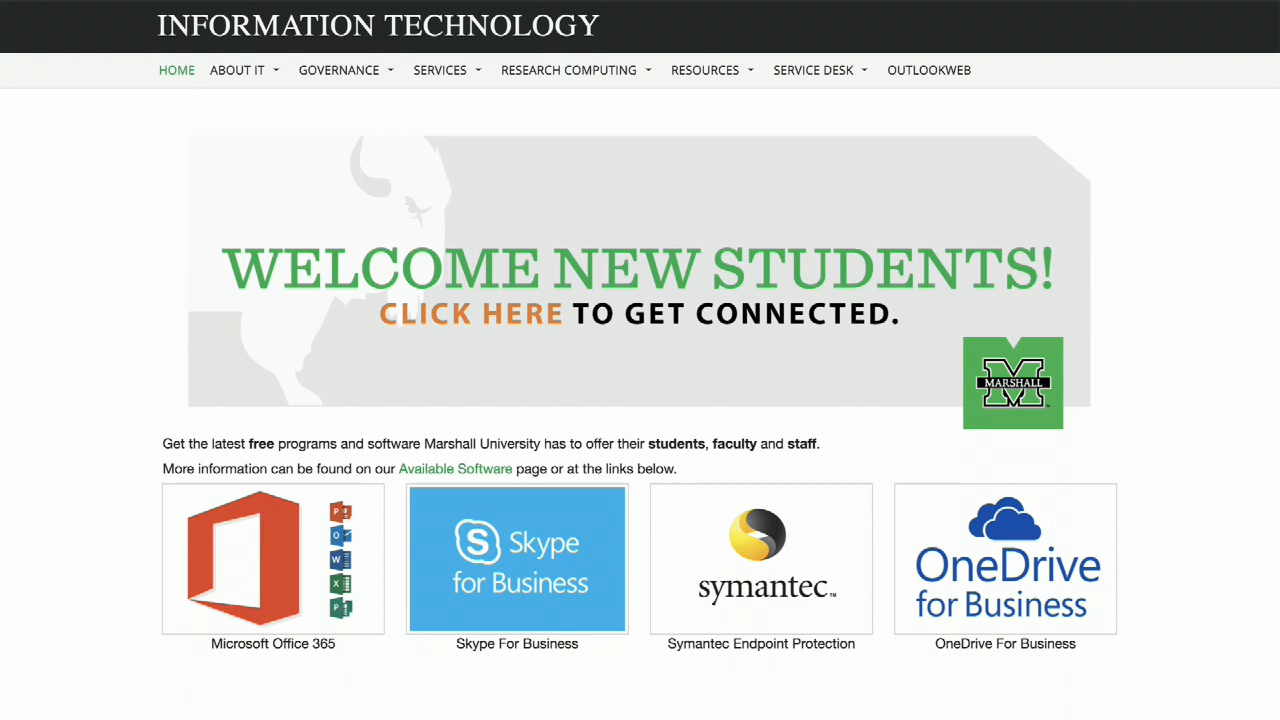 INFORMATION TECHNOLOGY
HOME ABOUT IT GOVERNANCE SERVICES RESEARCH COMPUTING RESOURCES SERVICE DESK OUTLOOKWEB
WELCOME NEW STUDENTS!
CLICK HERE TO GET CONNECTED.
MARSHALL
Get the latest free programs and software Marshall University has to offer their students, faculty and staff.
More information can be found on our Available Software page or at the links below.
P
O
W
X
P
S Skype
for Business
symantec™
OneDrive
for Business
Microsoft Office 365
Skype For Business
Symantec Endpoint Protection
OneDrive For Business